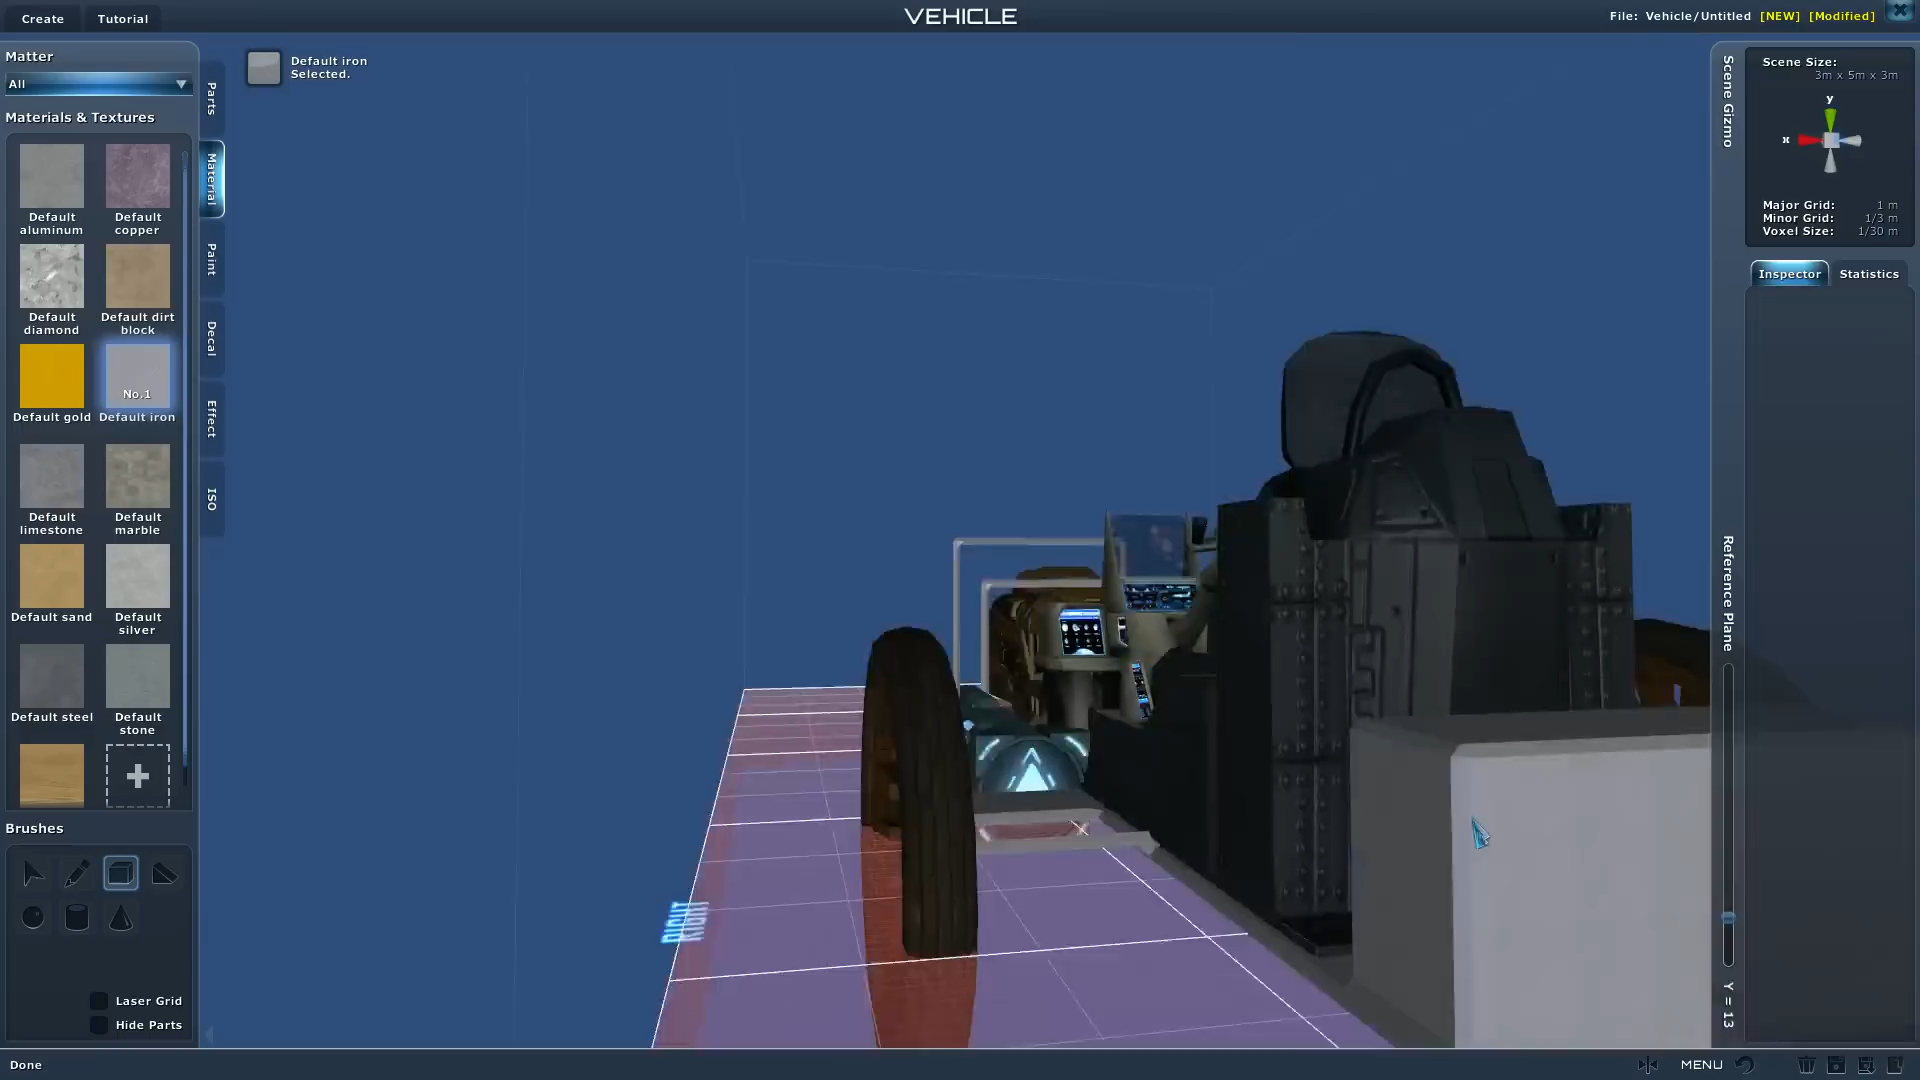 Create
Tutorial
VEHICLE
File: Vehicle/Untitled [NEW] [Modified]
Matter
All
Materials & Textures
Default aluminum
Default copper
Default diamond
Default dirt block
Default gold
No.1
Default iron
Default limestone
Default marble
Default sand
Default silver
Default steel
Default stone
Brushes
Laser Grid
Hide Parts
Parts
Material
Paint
Decal
Effect
ISO
Default iron
Selected.
RIGHT
Scene Gizmo
Scene Size:
3m x 5m x 3m
y
x
Major Grid: 1 m
Minor Grid: 1/3 m
Voxel Size: 1/30 m
Inspector
Statistics
Reference Plane
Y = 13
Done
MENU